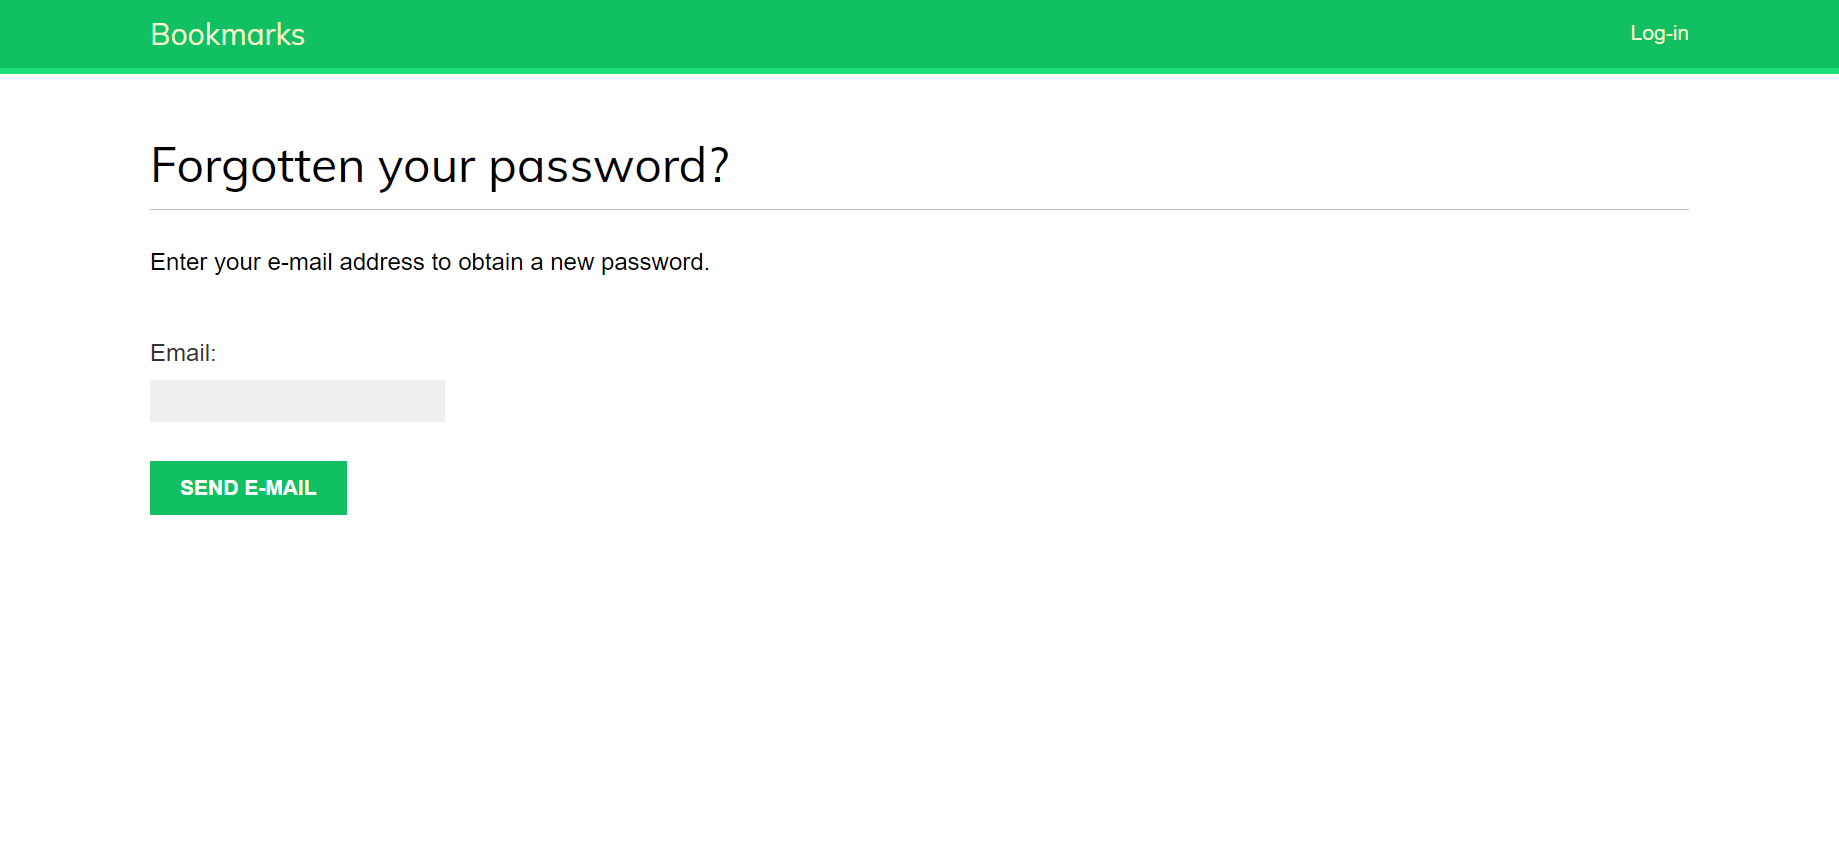 Bookmarks
Log-in
Forgotten your password?
Enter your e-mail address to obtain a new password.
Email:
SEND E-MAIL